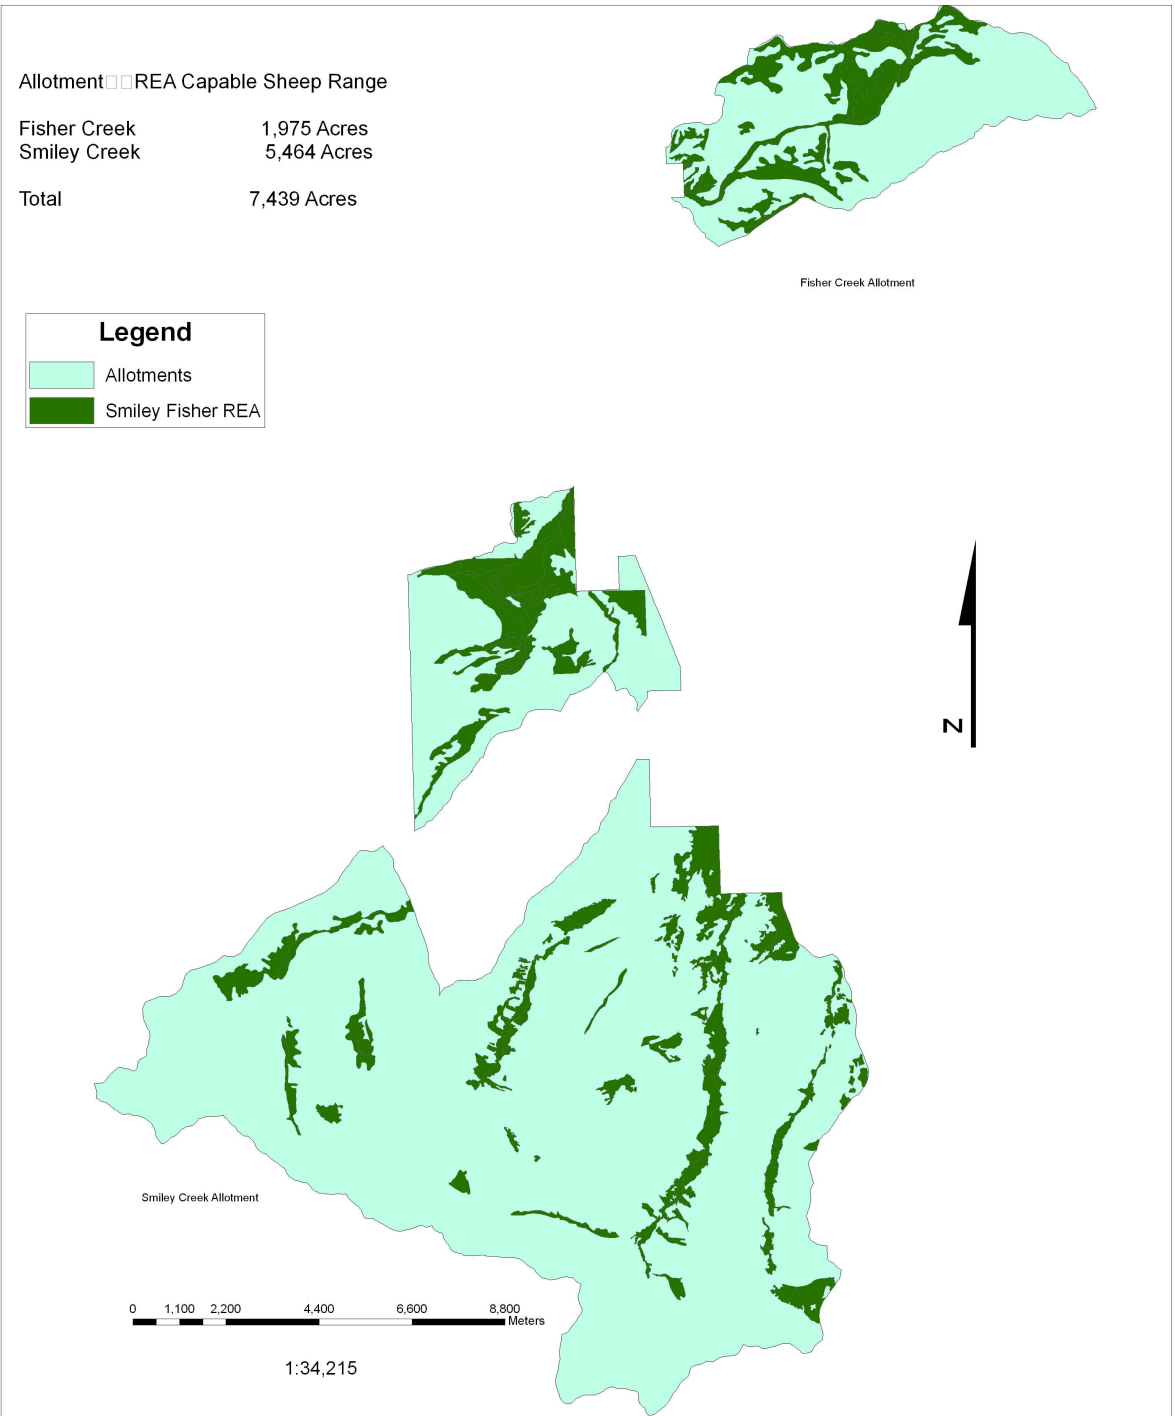 Allotment□□REA Capable Sheep Range
Fisher Creek 1,975 Acres
Smiley Creek 5,464 Acres
Total 7,439 Acres
Fisher Creek Allotment
Legend
Allotments
Smiley Fisher REA
N
Smiley Creek Allotment
0 1,100 2,200 4,400 6,600 8,800
Meters
1:34,215